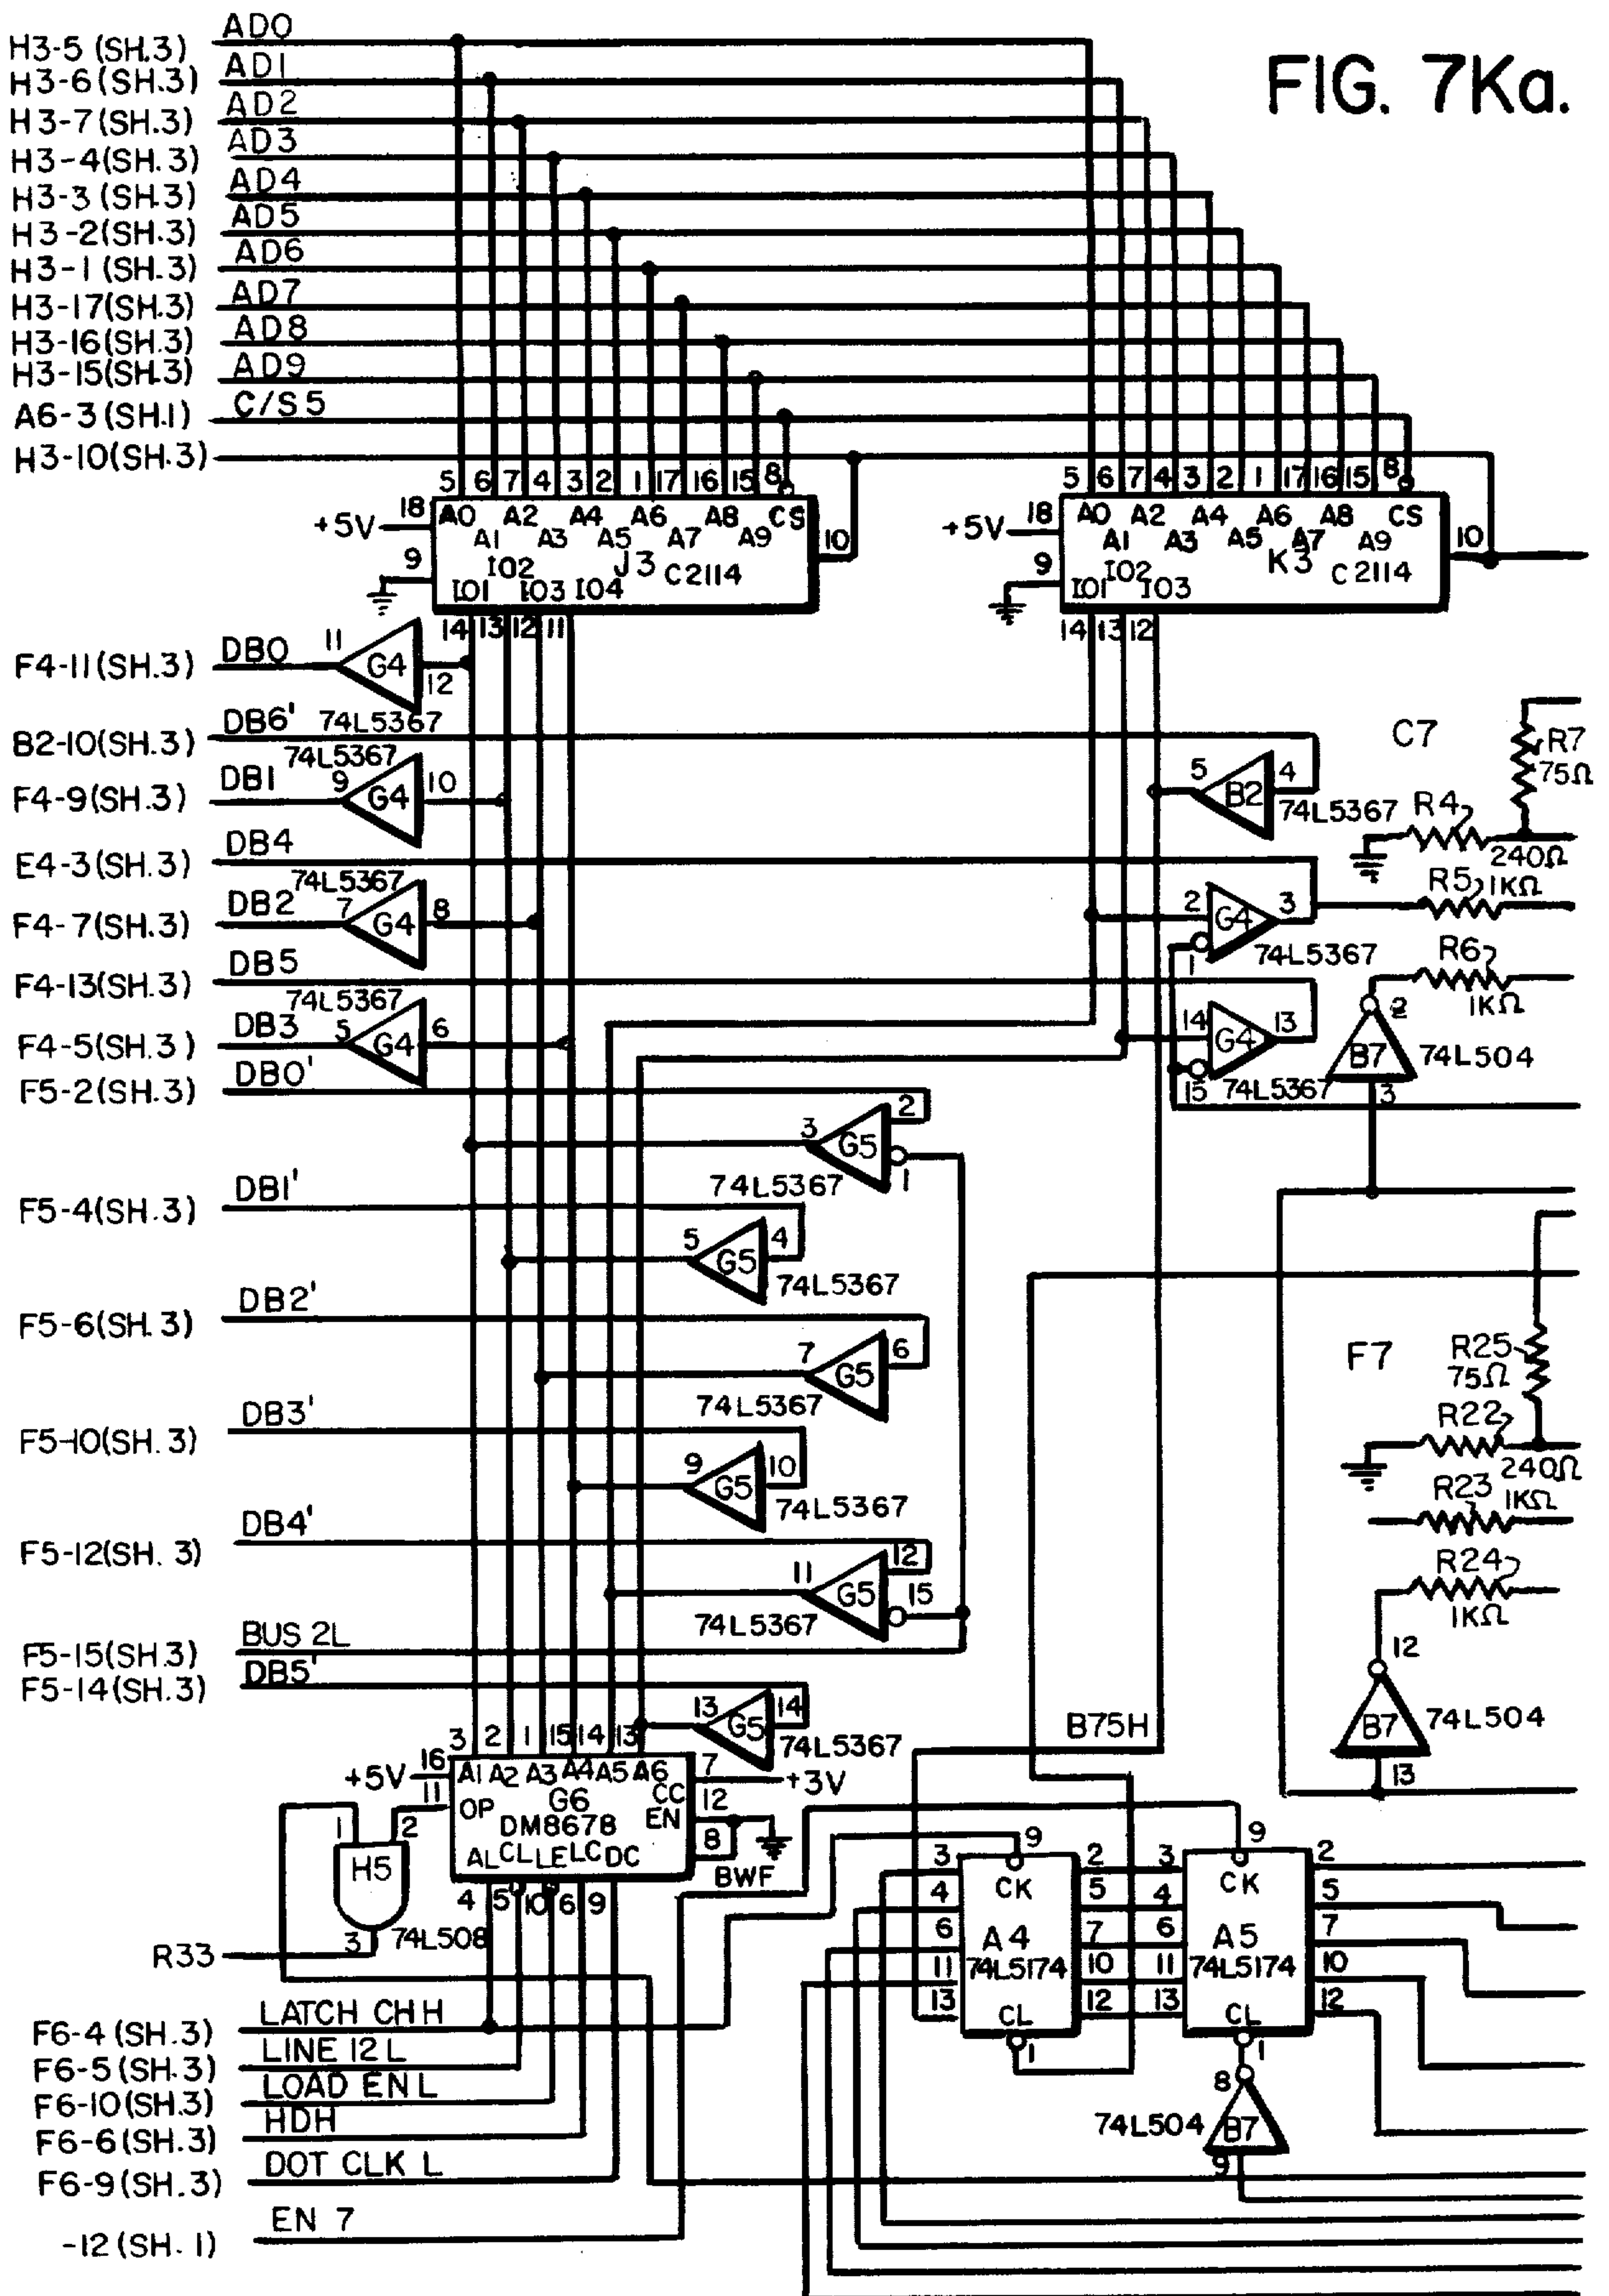 FIG. 7Ka.
H3-5 (SH.3) AD0
H3-6(SH.3) AD1
H3-7(SH.3) AD2
H3-4(SH.3) AD3
H3-3 (SH.3) AD4
H3-2(SH.3) AD5
H3-1 (SH.3) AD6
H3-17(SH.3) AD7
H3-16(SH.3) AD8
H3-15(SH.3) AD9
A6-3(SH.1) C/S5
H3-10(SH.3)
5 6 7 4 3 2 1 17 16 15 8
5 6 7 4 3 2 1 17 16 15 8
+5V 18 A0 A2 A4 A6 A8 CS
A1 A3 A5 A7 A9 10
9 IO2 J3 C2114
IO1 IO3 IO4
14 13 12 11
+5V 18 A0 A2 A4 A6 A8 CS
A1 A3 A5 A7 A9 10
9 IO2 K3 C2114
IO1 IO3
14 13 12
F4-11(SH.3) DB0 11 G4 12
74L5367
B2-10(SH.3) DB6'
5 B2 4 74L5367
C7
R7 75Ω
R4 240Ω
74L5367
F4-9(SH.3) DB1 9 G4 10
E4-3(SH.3) DB4
R5 1KΩ
74L5367
F4-7(SH.3) DB2 7 G4 8
2 G4 3 1 74L5367
F4-13(SH.3) DB5
R6 1KΩ
74L5367
F4-5(SH.3) DB3 5 G4 6
14 G4 13 15 74L5367
2 B7 74L504 3
F5-2(SH.3) DB0'
3 G5 2 1 74L5367
F5-4(SH.3) DB1'
5 G5 4 74L5367
F5-6(SH.3) DB2'
7 G5 6 74L5367
F7
R25 75Ω
R22 240Ω
F5-10(SH.3) DB3'
9 G5 10 74L5367
R23 1KΩ
F5-12(SH.3) DB4'
11 G5 12 15 74L5367
R24 1KΩ
F5-15(SH.3) BUS 2L
F5-14(SH.3) DB5'
13 G5 14 74L5367
12 B7 74L504 13
B75H
3 2 1 15 14 13
+5V 16 A1 A2 A3 A4 A5 A6 7 +3V
11 OP G6 CC 12
DM8678 EN 8
AL CL LE LC DC BWF
4 5 10 6 9
1 2 H5 3 74L508
R33
9 CK
3 4 6 11 13
A4 74L5174
2 5 7 10 12
CL 1
9 CK
3 4 6 11 13
A5 74L5174
2 5 7 10 12
CL 1
8 74L504 B7 9
F6-4 (SH.3) LATCH CH H
F6-5(SH.3) LINE 12 L
F6-10(SH.3) LOAD EN L
F6-6(SH.3) HDH
F6-9(SH.3) DOT CLK L
-12(SH.1) EN 7